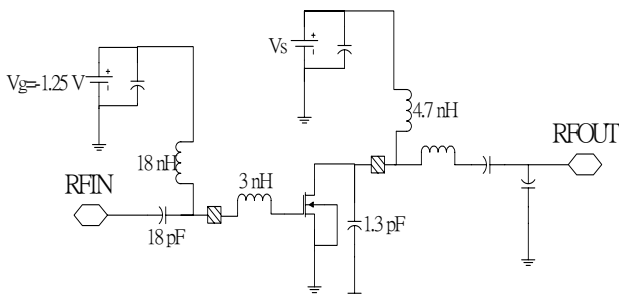 Vs
Vg=-1.25 V
4.7 nH
RFOUT
18 nH
3 nH
RFIN
18 pF
1.3 pF